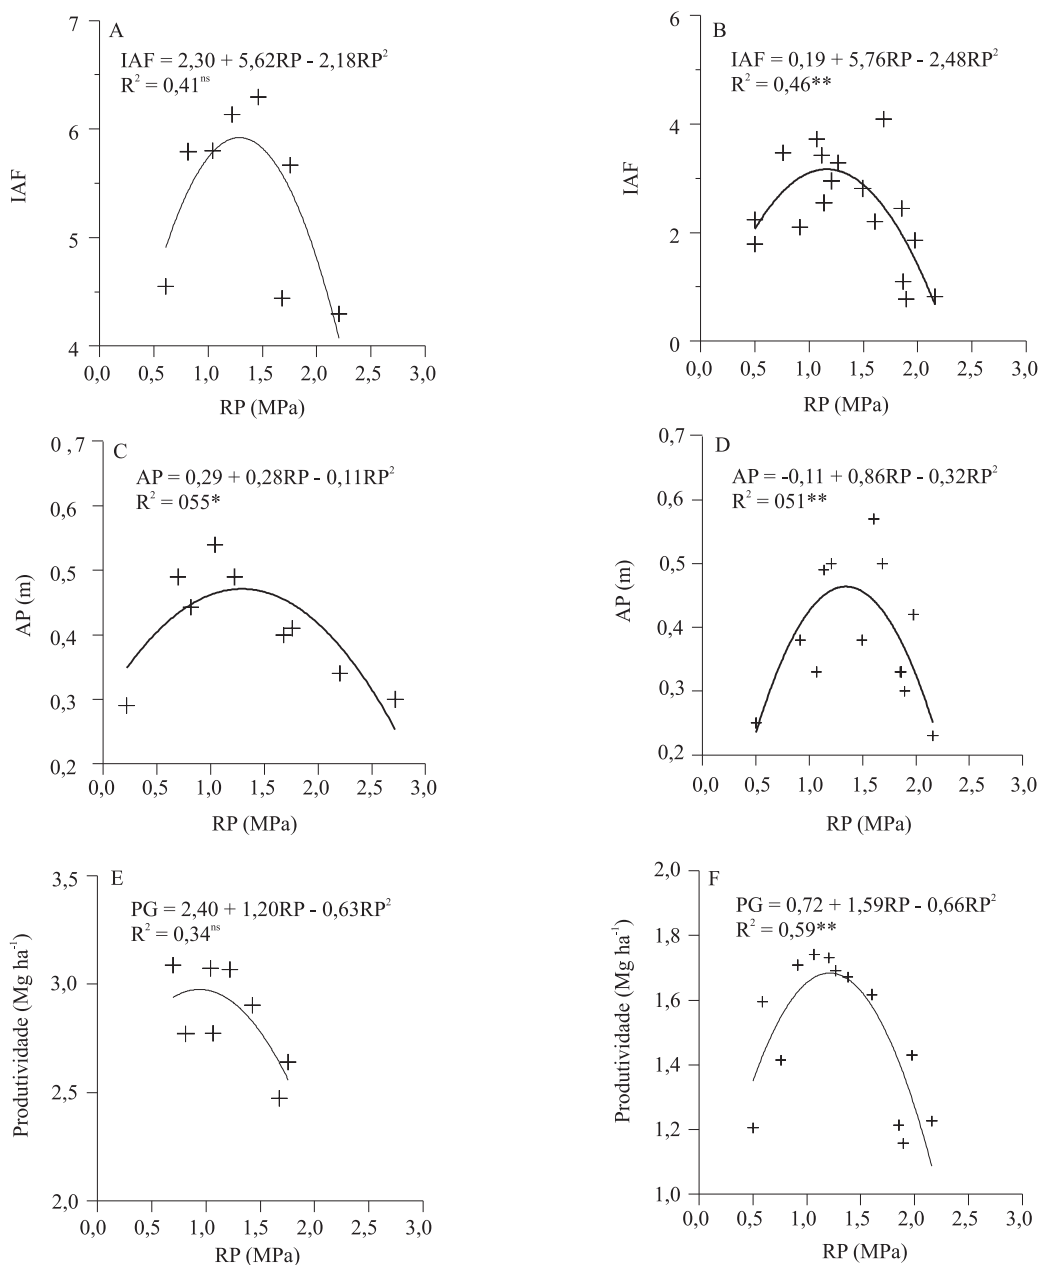 A
IAF = 2,30 + 5,62RP - 2,18RP²
R² = 0,41ns
7
6
5
4
IAF
0,0 0,5 1,0 1,5 2,0 2,5 3,0
RP (MPa)
B
IAF = 0,19 + 5,76RP - 2,48RP²
R² = 0,46**
6
4
2
0
IAF
0,0 0,5 1,0 1,5 2,0 2,5 3,0
RP (MPa)
C
AP = 0,29 + 0,28RP - 0,11RP²
R² = 055*
0,7
0,6
0,5
0,4
0,3
0,2
AP (m)
0,0 0,5 1,0 1,5 2,0 2,5 3,0
RP (MPa)
D
AP = -0,11 + 0,86RP - 0,32RP²
R² = 051**
0,7
0,6
0,5
0,4
0,3
0,2
AP (m)
0,0 0,5 1,0 1,5 2,0 2,5 3,0
RP (MPa)
E
PG = 2,40 + 1,20RP - 0,63RP²
R² = 0,34ns
3,5
3,0
2,5
2,0
Produtividade (Mg ha⁻¹)
0,0 0,5 1,0 1,5 2,0 2,5 3,0
RP (MPa)
F
PG = 0,72 + 1,59RP - 0,66RP²
R² = 0,59**
2,0
1,8
1,6
1,4
1,2
1,0
Produtividade (Mg ha⁻¹)
0,0 0,5 1,0 1,5 2,0 2,5 3,0
RP (MPa)